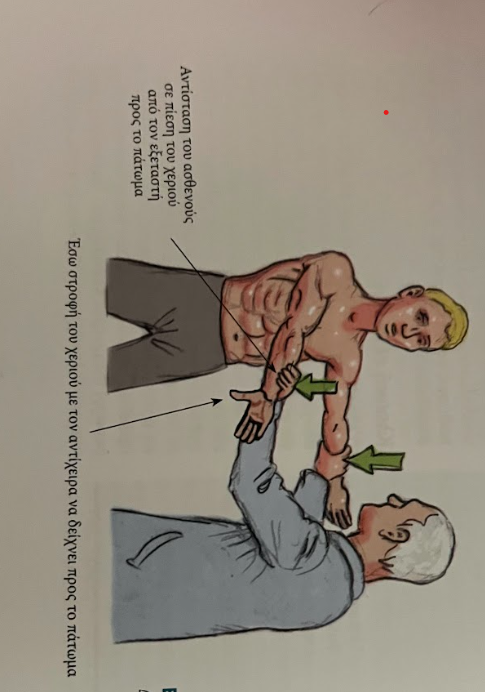 Αντίσταση του ασθενούς
σε πίεση του χεριού
από τον εξεταστή
προς το πάτωμα
Έσω στροφή του χεριού με τον αντίχειρα να δείχνει προς το πάτωμα